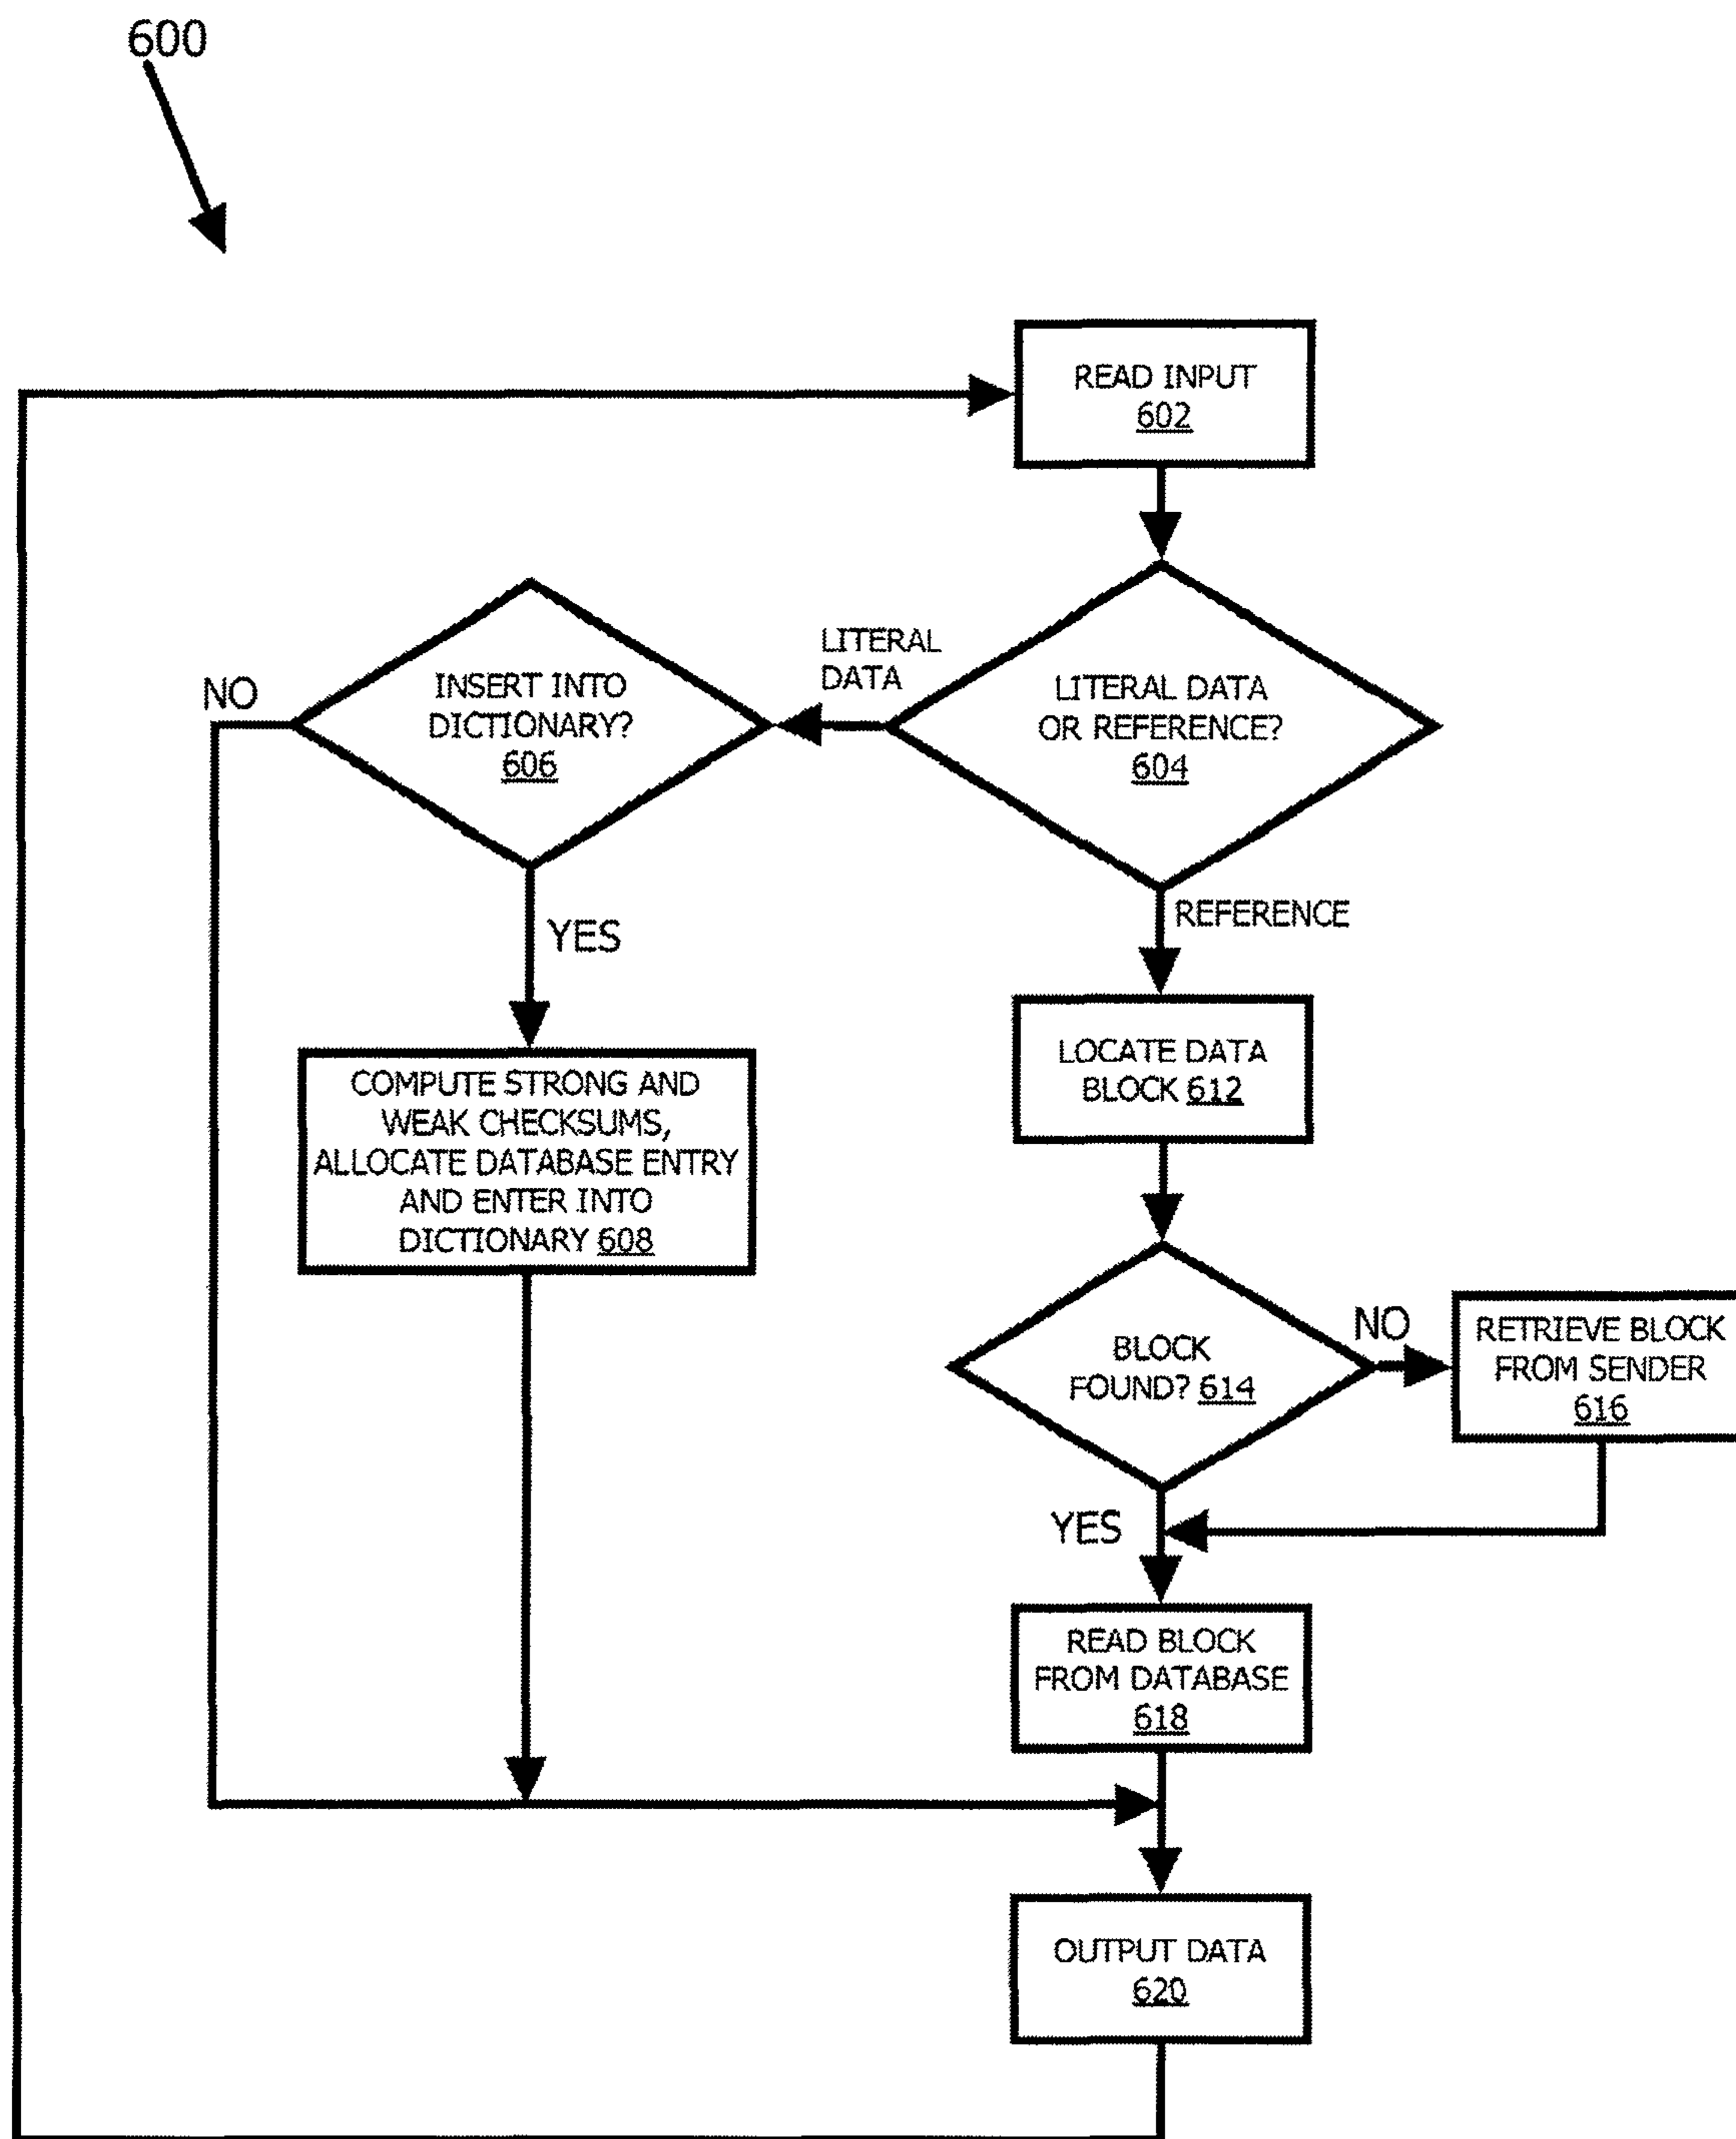 600
READ INPUT
602
LITERAL DATA
OR REFERENCE?
604
LITERAL
DATA
INSERT INTO
DICTIONARY?
606
NO
YES
COMPUTE STRONG AND
WEAK CHECKSUMS,
ALLOCATE DATABASE ENTRY
AND ENTER INTO
DICTIONARY 608
REFERENCE
LOCATE DATA
BLOCK 612
BLOCK
FOUND? 614
NO
RETRIEVE BLOCK
FROM SENDER
616
YES
READ BLOCK
FROM DATABASE
618
OUTPUT DATA
620